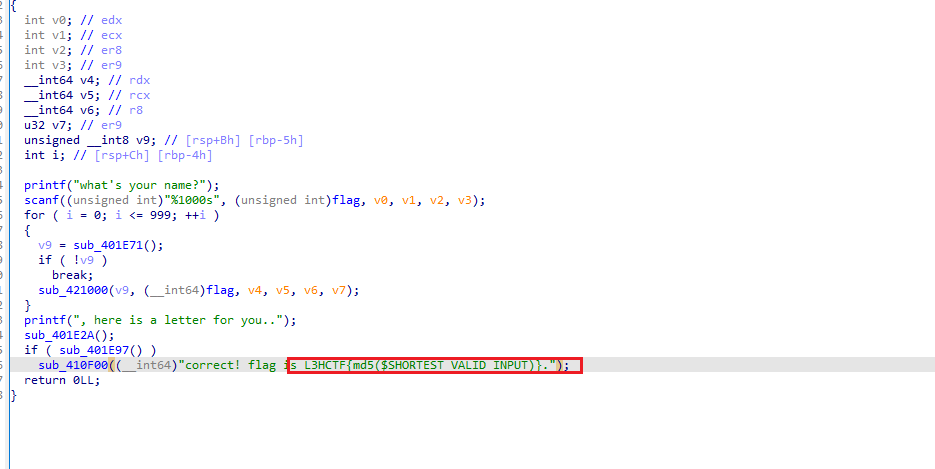 {
int v0; // edx
int v1; // ecx
int v2; // er8
int v3; // er9
__int64 v4; // rdx
__int64 v5; // rcx
__int64 v6; // r8
u32 v7; // er9
unsigned __int8 v9; // [rsp+Bh] [rbp-5h]
int i; // [rsp+Ch] [rbp-4h]
printf("what's your name?");
scanf((unsigned int)"%1000s", (unsigned int)flag, v0, v1, v2, v3);
for ( i = 0; i <= 999; ++i )
{
v9 = sub_401E71();
if ( !v9 )
break;
sub_421000(v9, (__int64)flag, v4, v5, v6, v7);
}
printf(", here is a letter for you..");
sub_401E2A();
if ( sub_401E97() )
sub_410F00((__int64)"correct! flag is L3HCTF{md5($SHORTEST_VALID_INPUT)}.");
return 0LL;
}